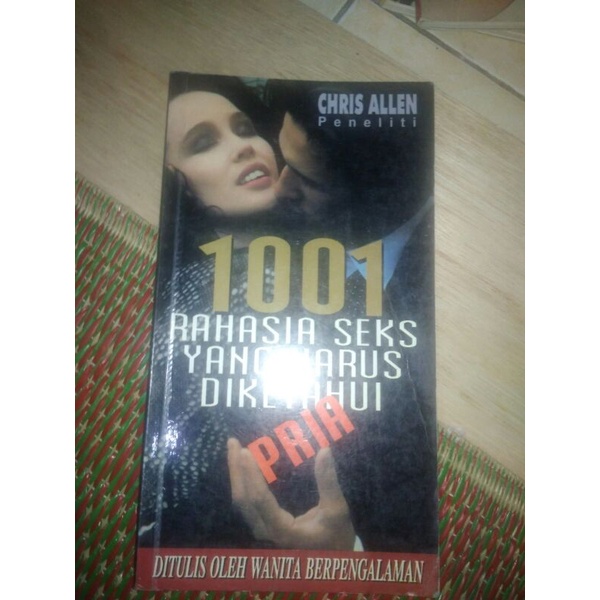 CHRIS ALLEN
Peneliti
1001
RAHASIA SEKS
YANG HARUS
DIKETAHUI
PRIA
DITULIS OLEH WANITA BERPENGALAMAN